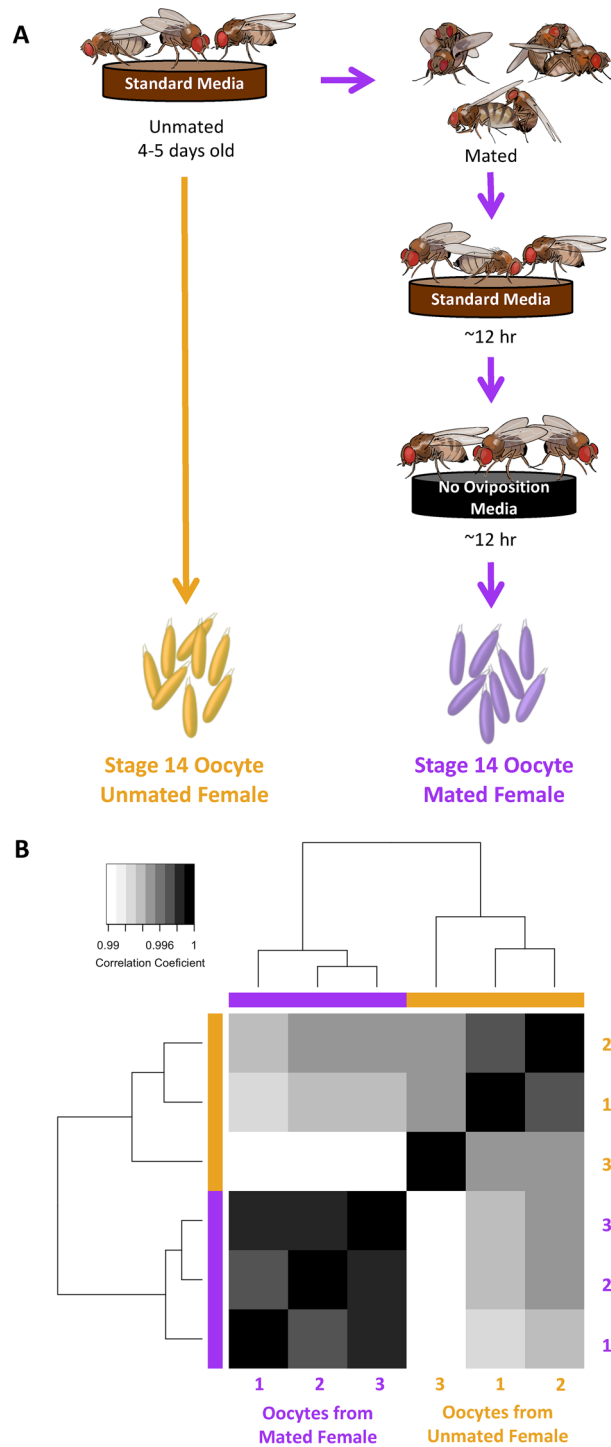 A
Standard Media
Unmated
4-5 days old
Mated
Standard Media
~12 hr
No Oviposition
Media
~12 hr
Stage 14 Oocyte
Unmated Female
Stage 14 Oocyte
Mated Female
B
0.99 0.996 1
Correlation Coeficient
2
1
3
3
2
1
1 2 3 3 1 2
Oocytes from
Mated Female
Oocytes from
Unmated Female